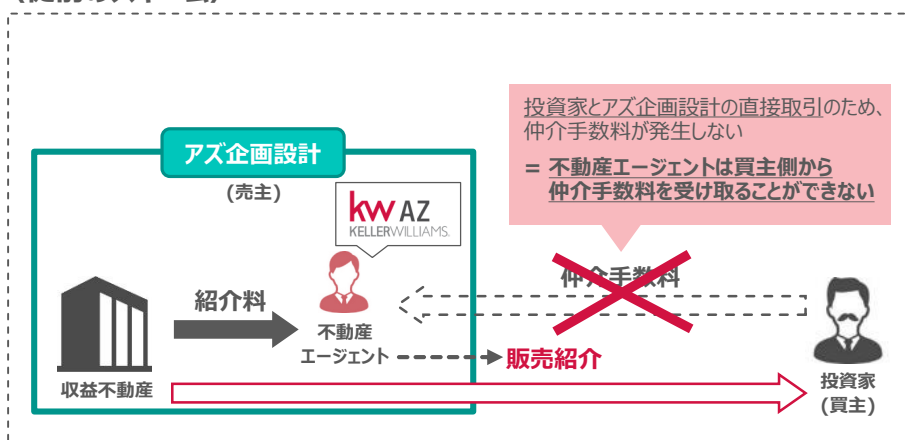 投資家とアズ企画設計の直接取引のため、
仲介手数料が発生しない
= 不動産エージェントは買主側から
仲介手数料を受け取ることができない
アズ企画設計
(売主)
kw AZ
KELLERWILLIAMS.
仲介手数料
紹介料
不動産
エージェント
販売紹介
収益不動産
投資家
(買主)